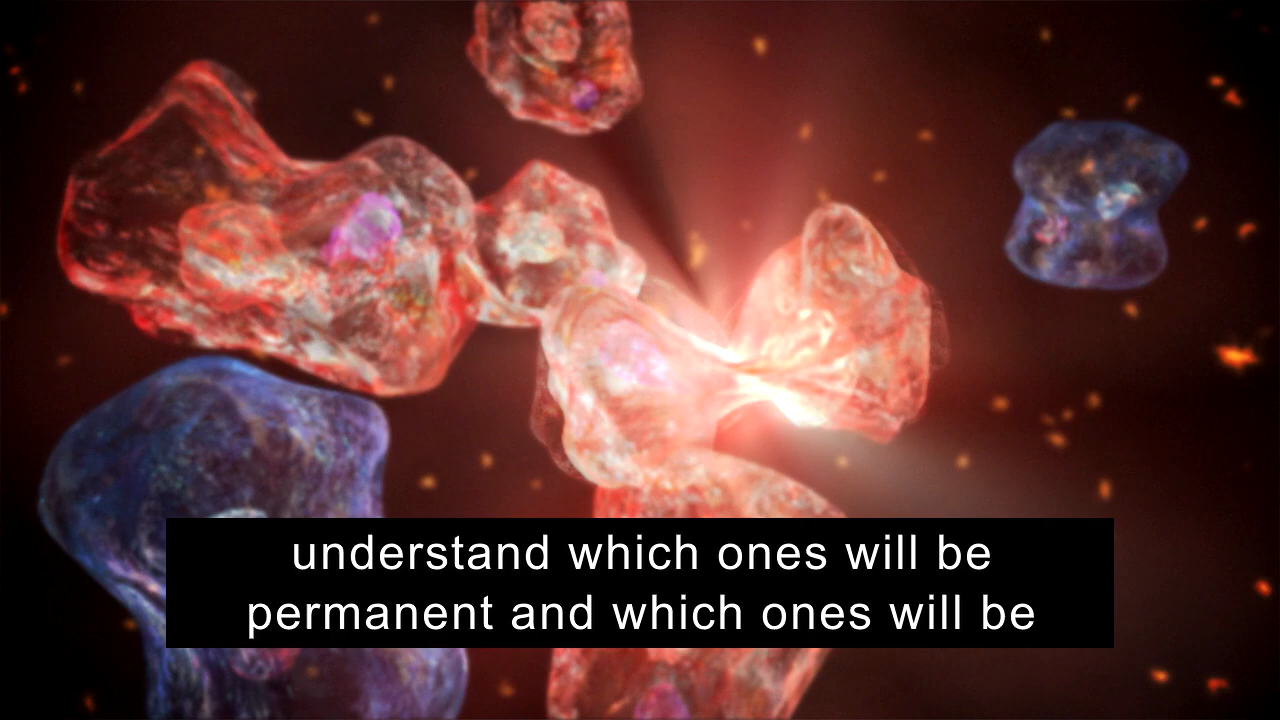 understand which ones will be
permanent and which ones will be